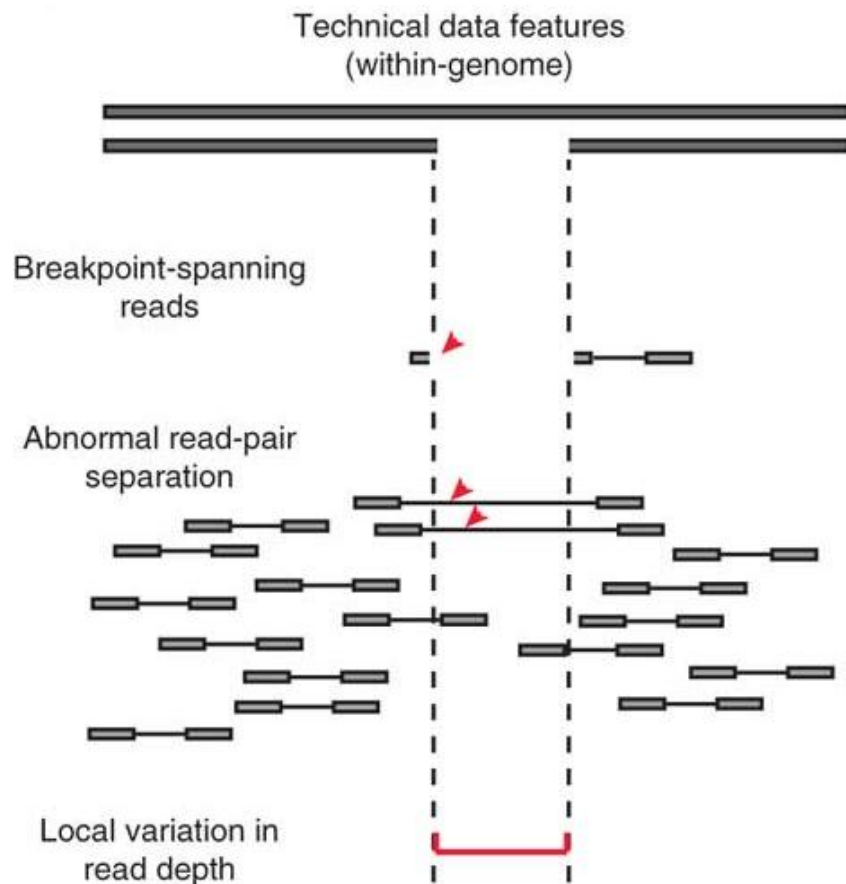 Technical data features
(within-genome)
Breakpoint-spanning
reads
Abnormal read-pair
separation
Local variation in
read depth